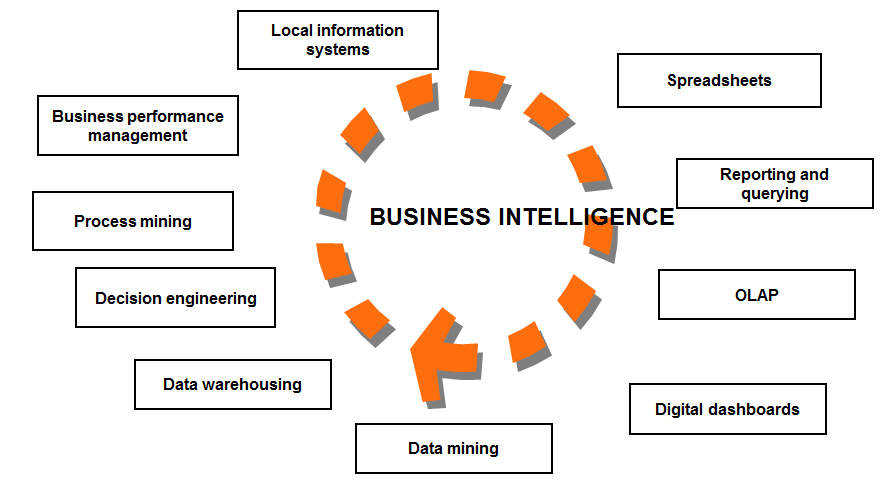 Local information
systems
Spreadsheets
Business performance
management
Reporting and
querying
Process mining
BUSINESS INTELLIGENCE
Decision engineering
OLAP
Data warehousing
Digital dashboards
Data mining